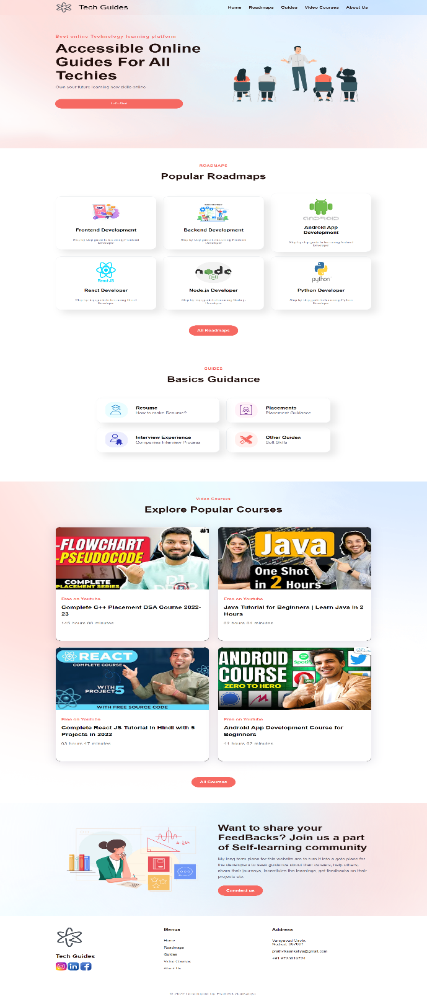 Tech Guides
Home Roadmaps Guides Video Courses About Us
Best online Technology learning platform
Accessible Online
Guides For All
Techies
Own your future learning new skills online
Let's Start
ROADMAPS
Popular Roadmaps
ANDROID
Frontend Development
Step by step guide to becoming Frontend
Developer
Backend Development
Step by step guide to becoming Backend
Developer
Android App
Development
Step by step guide to becoming Android
Developer
React JS
node
JS
python
React Developer
Step by step guide to becoming React
Developer
Node.js Developer
Step by step guide to becoming Node.js
Developer
Python Developer
Step by step guide to becoming Python
Developer
All Roadmaps
GUIDES
Basics Guidance
Resume
How to make Resume?
Placements
Placement Guidance
Interview Experience
Companies Interview Process
Other Guides
Soft Skills
Video Courses
Explore Popular Courses
#1
-FLOWCHART
-PSEUDOCODE
COMPLETE
PLACEMENT SERIES
Java
One Shot
in 2 Hours
Free on Youtube
Complete C++ Placement DSA Course 2022-
23
145 hours 00 minutes
Free on Youtube
Java Tutorial for Beginners | Learn Java in 2
Hours
02 hours 04 minutes
REACT
COMPLETE COURSE
WITH 5
PROJECT
WITH FREE SOURCE CODE
ANDROID
COURSE
ZERO TO HERO
Spotify
Free on Youtube
Complete React JS Tutorial in Hindi with 5
Projects in 2022
03 hours 47 minutes
Free on Youtube
Android App Development Course for
Beginners
41 hours 02 minutes
All Courses
Want to share your
FeedBacks? Join us a part
of Self-learning community
My long term plans for this website are to turn it into a goto place for
the developers to seek guidance about their careers, help others,
share their journeys, incentivize the learnings, get feedbacks on their
projects etc.
Conntact us
Tech Guides
Menus
Home
Roadmaps
Guides
Video Courses
About Us
Address
Vaniyavad Circle,
Nadiad, 387001
prathviksankaliya@gmail.com
+91 9723816724
© 2022 Developed by Prathvik Sankaliya